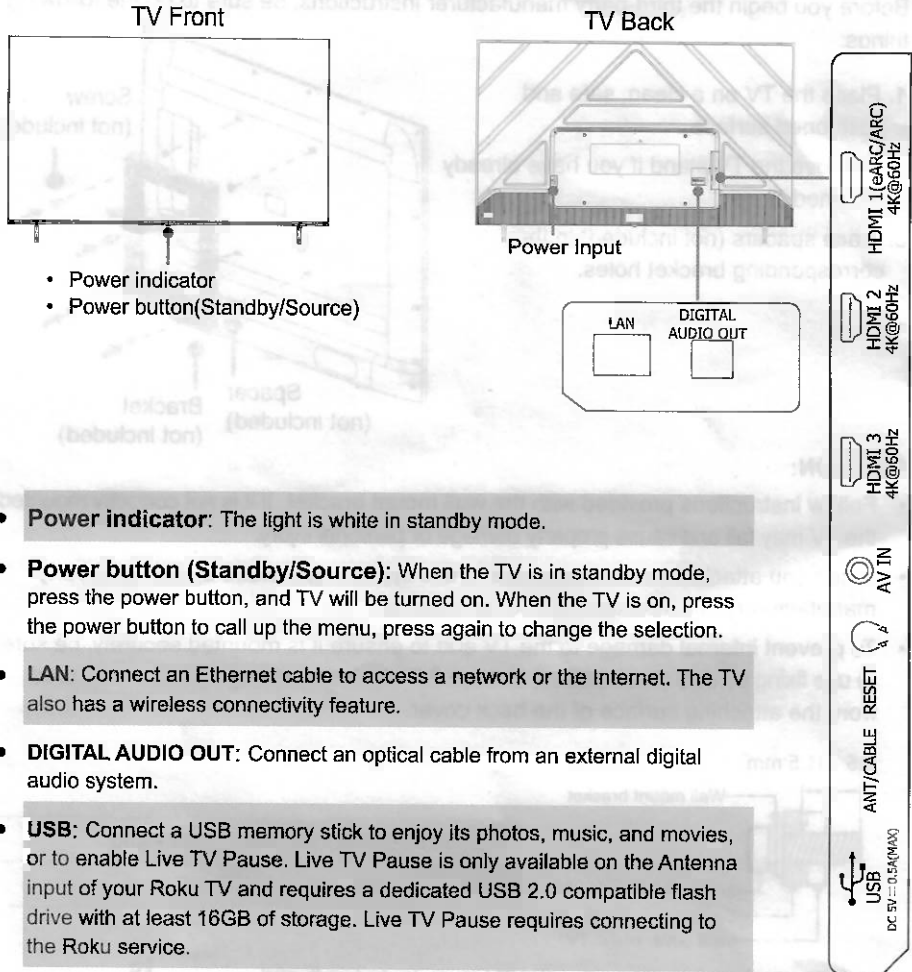 TV Front
TV Back
Power Input
• Power indicator
• Power button(Standby/Source)
LAN
DIGITAL
AUDIO OUT
HDMI 1(eARC/ARC)
4K@60Hz
HDMI 2
4K@60Hz
HDMI 3
4K@60Hz
AV IN
RESET
ANT/CABLE
USB
DC 5V⎓0.5A(MAX)
• Power indicator: The light is white in standby mode.
• Power button (Standby/Source): When the TV is in standby mode,
press the power button, and TV will be turned on. When the TV is on, press
the power button to call up the menu, press again to change the selection.
• LAN: Connect an Ethernet cable to access a network or the Internet. The TV
also has a wireless connectivity feature.
• DIGITAL AUDIO OUT: Connect an optical cable from an external digital
audio system.
• USB: Connect a USB memory stick to enjoy its photos, music, and movies,
or to enable Live TV Pause. Live TV Pause is only available on the Antenna
input of your Roku TV and requires a dedicated USB 2.0 compatible flash
drive with at least 16GB of storage. Live TV Pause requires connecting to
the Roku service.